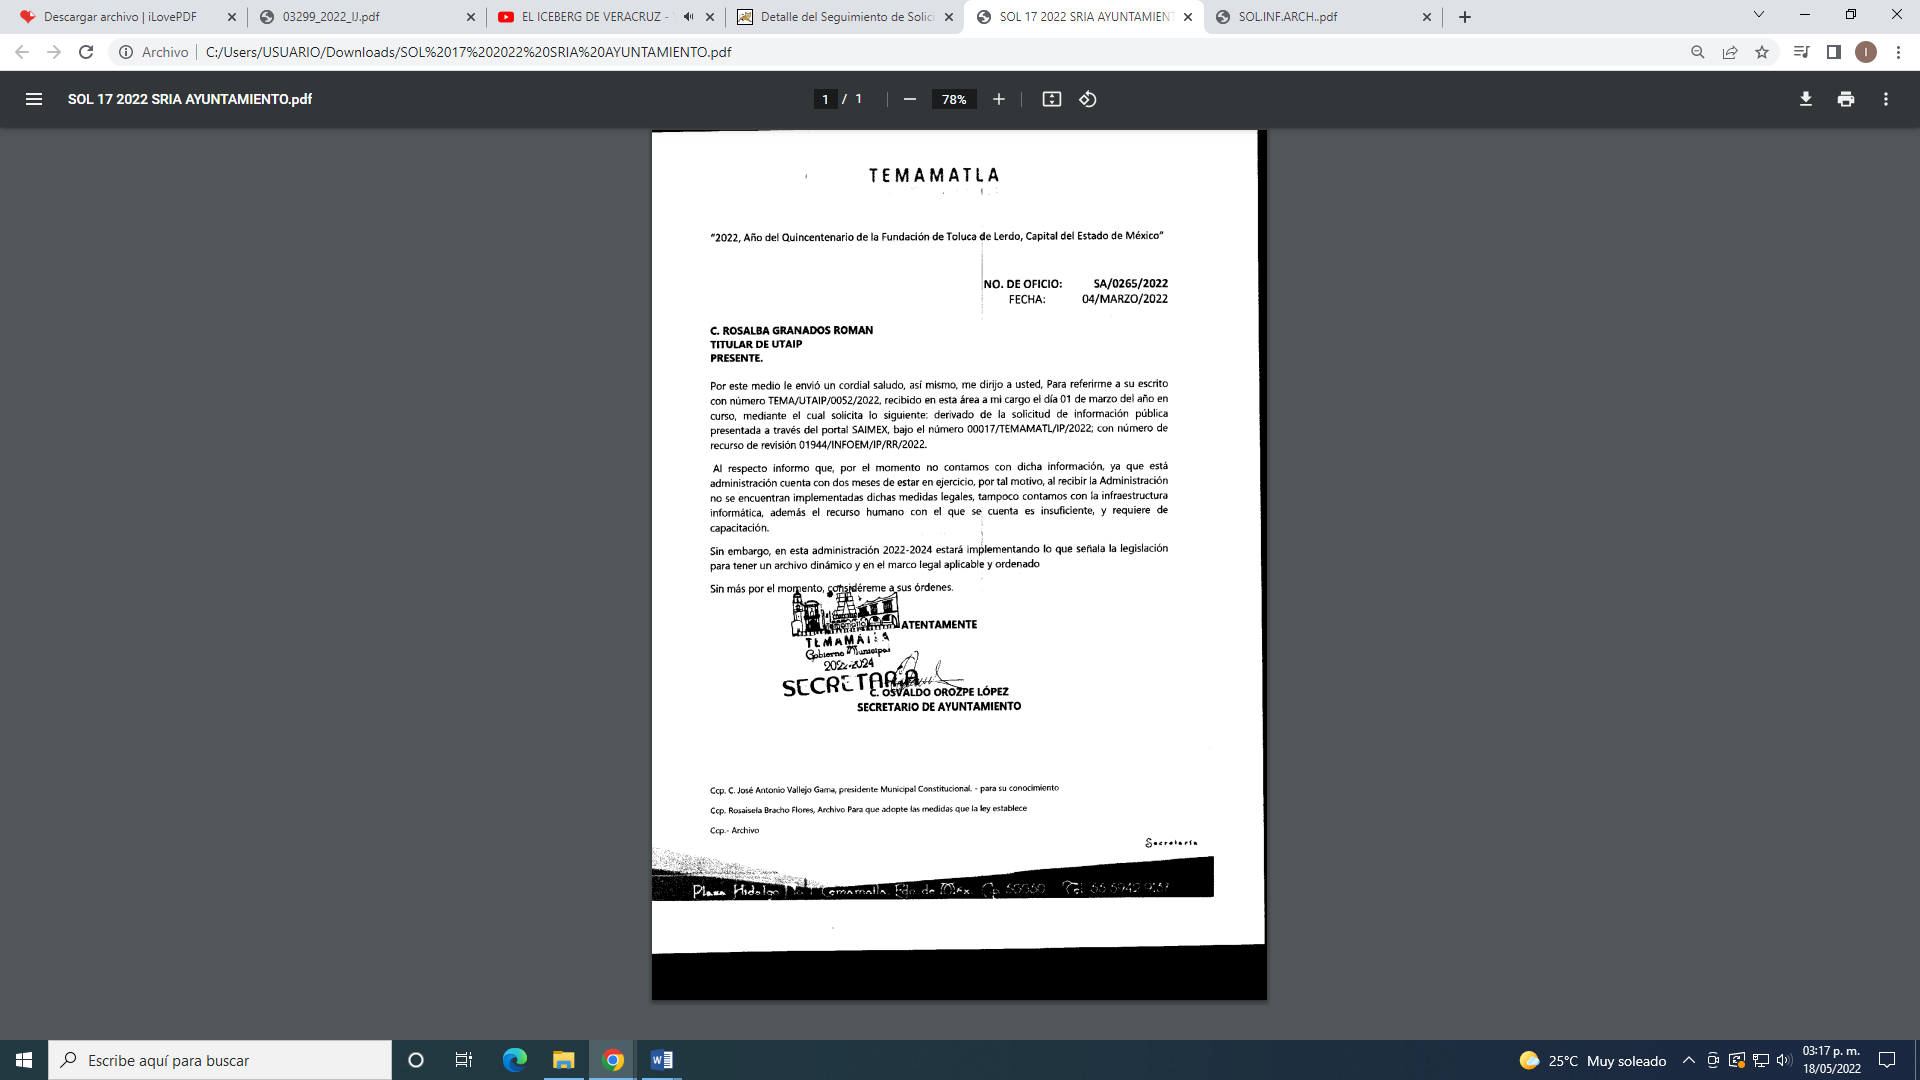 Descargar archivo | iLovePDF
03299_2022_IJ.pdf
EL ICEBERG DE VERACRUZ -
Detalle del Seguimiento de Solici
SOL 17 2022 SRIA AYUNTAMIENT
SOL.INF.ARCH..pdf
Archivo
C:/Users/USUARIO/Downloads/SOL%2017%202022%20SRIA%20AYUNTAMIENTO.pdf
I
SOL 17 2022 SRIA AYUNTAMIENTO.pdf
1 / 1
78%
TEMAMATLA
"2022, Año del Quincentenario de la Fundación de Toluca de Lerdo, Capital del Estado de México"
NO. DE OFICIO: SA/0265/2022
FECHA: 04/MARZO/2022
C. ROSALBA GRANADOS ROMAN
TITULAR DE UTAIP
PRESENTE.
Por este medio le envió un cordial saludo, así mismo, me dirijo a usted, Para referirme a su escrito
con número TEMA/UTAIP/0052/2022, recibido en esta área a mi cargo el día 01 de marzo del año en
curso, mediante el cual solicita lo siguiente: derivado de la solicitud de información pública
presentada a través del portal SAIMEX, bajo el número 00017/TEMAMATL/IP/2022; con número de
recurso de revisión 01944/INFOEM/IP/RR/2022.
Al respecto informo que, por el momento no contamos con dicha información, ya que está
administración cuenta con dos meses de estar en ejercicio, por tal motivo, al recibir la Administración
no se encuentran implementadas dichas medidas legales, tampoco contamos con la infraestructura
informática, además el recurso humano con el que se cuenta es insuficiente, y requiere de
capacitación.
Sin embargo, en esta administración 2022-2024 estará implementando lo que señala la legislación
para tener un archivo dinámico y en el marco legal aplicable y ordenado
Sin más por el momento, considéreme a sus órdenes.
ATENTAMENTE
TEMAMATLA
Gobierno Municipal
2022-2024
SECRETARIA
C. OSVALDO OROZPE LÓPEZ
SECRETARIO DE AYUNTAMIENTO
Ccp. C. José Antonio Vallejo Gama, presidente Municipal Constitucional. - para su conocimiento
Ccp. Rosaisela Bracho Flores, Archivo Para que adopte las medidas que la ley establece
Ccp.- Archivo
Secretaría
Plaza Hidalgo Temamatla, Edo. de Méx. Tel.
Escribe aquí para buscar
25°C Muy soleado
03:17 p. m.
18/05/2022